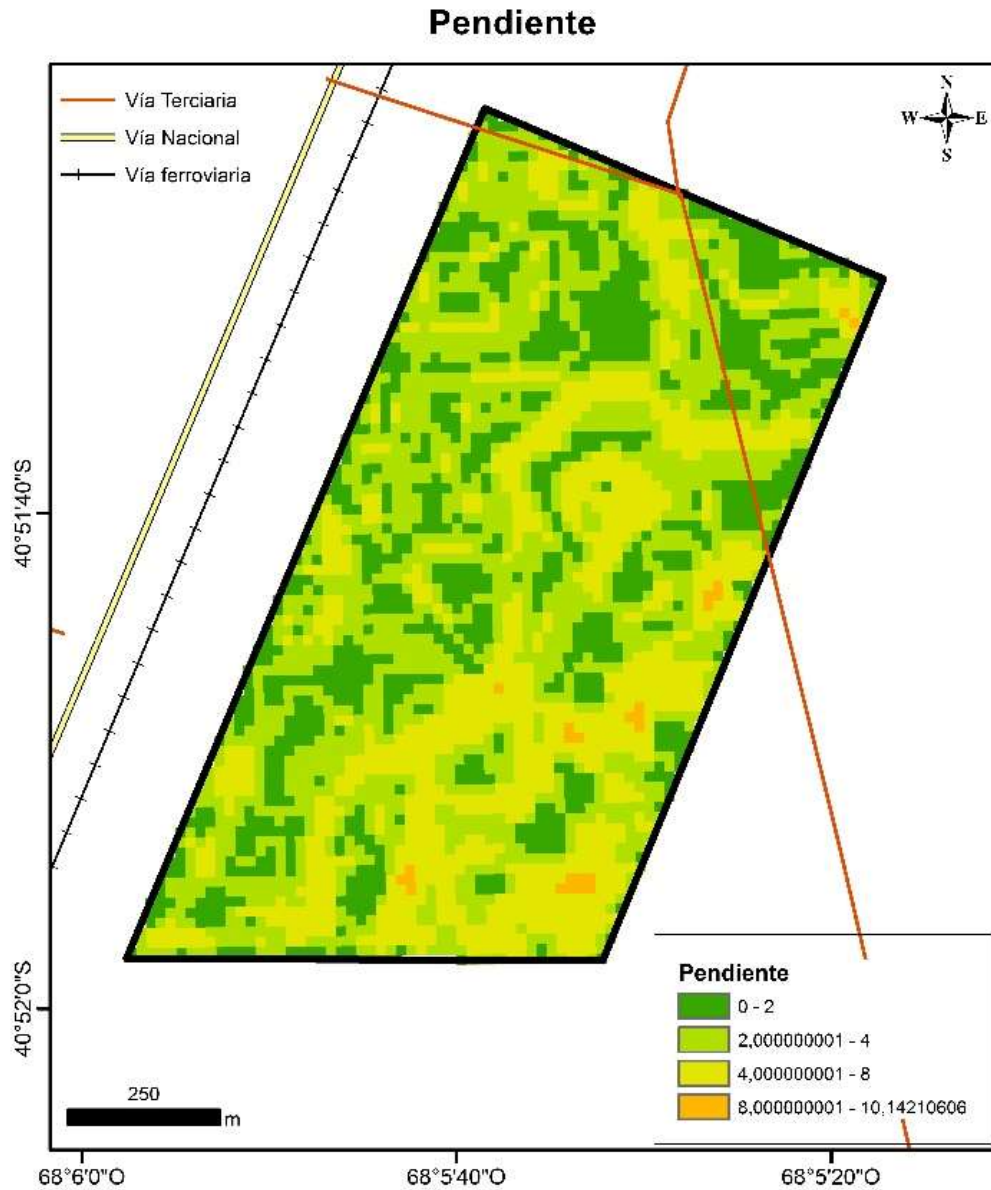 Pendiente
Vía Terciaria
Vía Nacional
Vía ferroviaria
N
W E
S
40°51'40"S
40°52'0"S
Pendiente
0 - 2
2,000000001 - 4
4,000000001 - 8
8,000000001 - 10,14210606
250
m
68°6'0"O 68°5'40"O 68°5'20"O